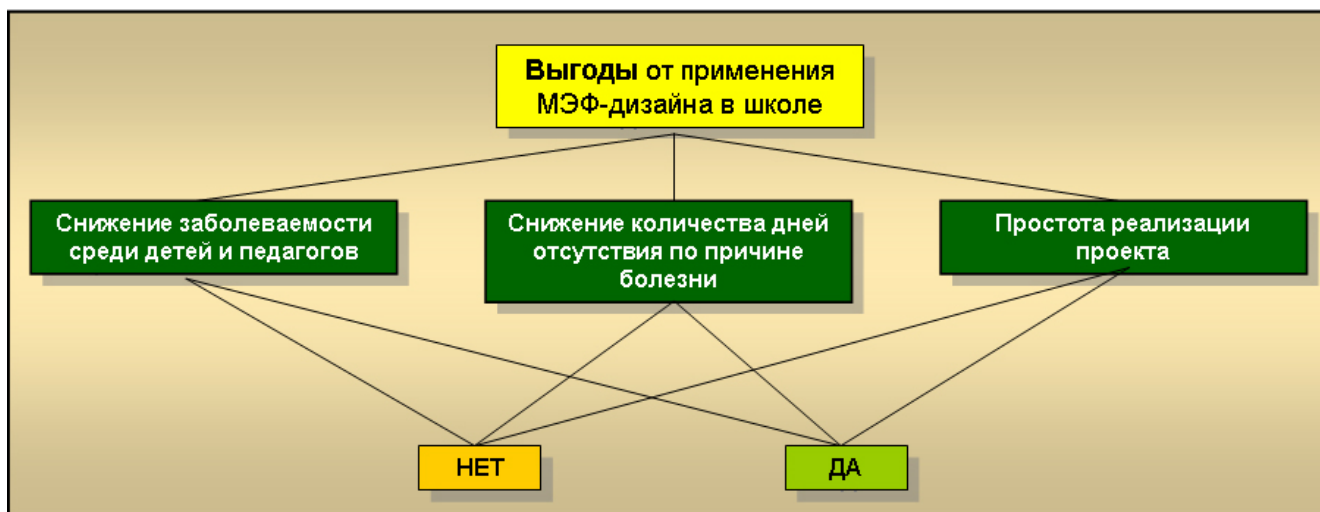 Выгоды от применения
МЭФ-дизайна в школе
Снижение заболеваемости
среди детей и педагогов
Снижение количества дней
отсутствия по причине
болезни
Простота реализации
проекта
НЕТ
ДА